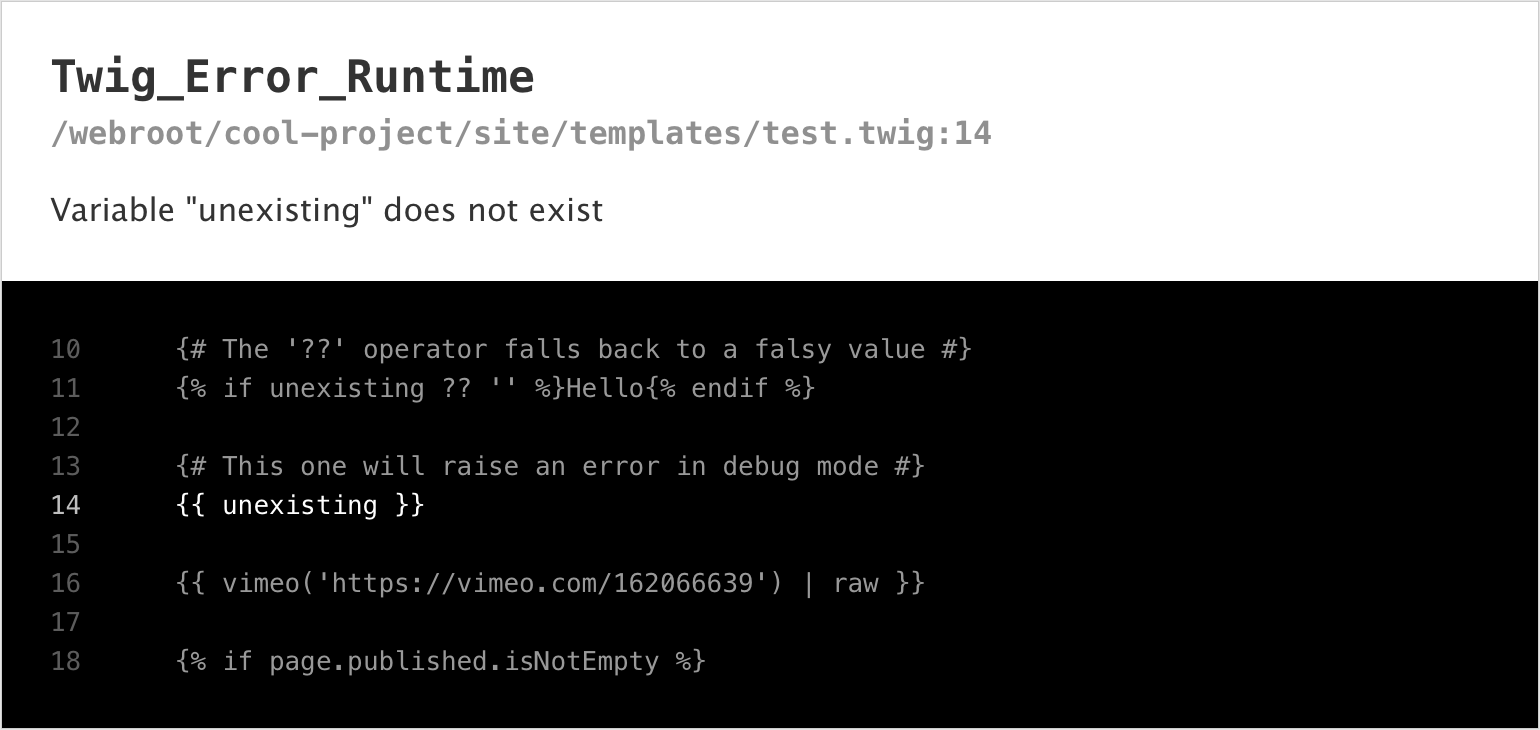 Twig_Error_Runtime
/webroot/cool-project/site/templates/test.twig:14
Variable "unexisting" does not exist
10 {# The '??' operator falls back to a falsy value #}
11 {% if unexisting ?? '' %}Hello{% endif %}
12
13 {# This one will raise an error in debug mode #}
14 {{ unexisting }}
15
16 {{ vimeo('https://vimeo.com/162066639') | raw }}
17
18 {% if page.published.isNotEmpty %}